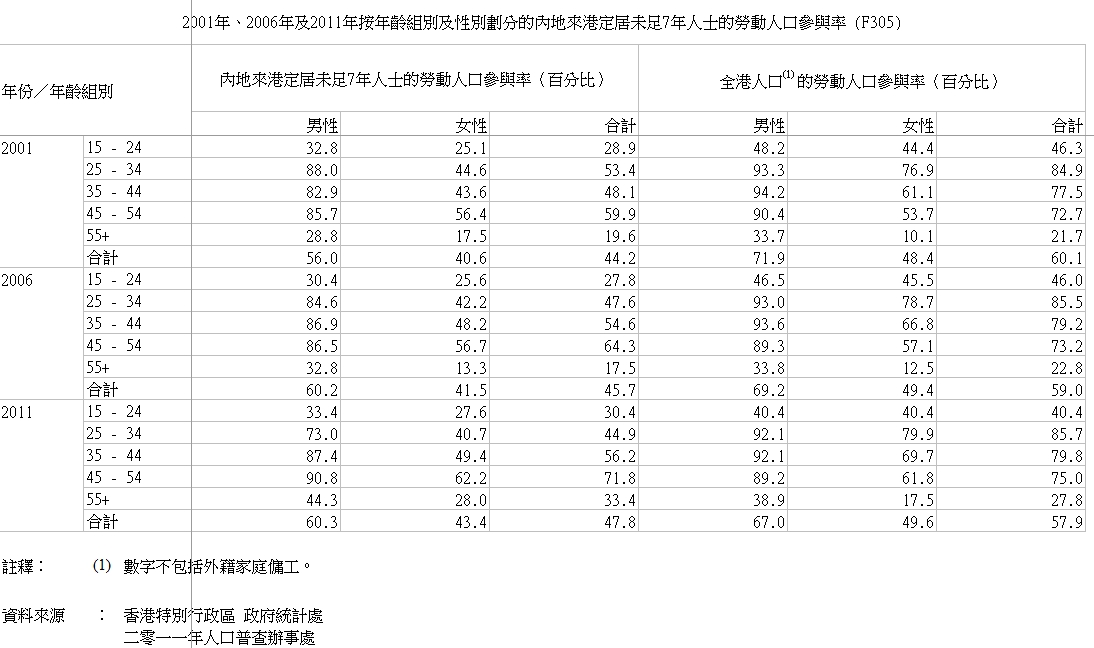 2001年、2006年及2011年按年齡組別及性別劃分的內地來港定居未足7年人士的勞動人口參與率 (F305)
年份／年齡組別 內地來港定居未足7年人士的勞動人口參與率（百分比） 全港人口(1)的勞動人口參與率（百分比）
男性 女性 合計 男性 女性 合計
2001 15 - 24 32.8 25.1 28.9 48.2 44.4 46.3
25 - 34 88.0 44.6 53.4 93.3 76.9 84.9
35 - 44 82.9 43.6 48.1 94.2 61.1 77.5
45 - 54 85.7 56.4 59.9 90.4 53.7 72.7
55+ 28.8 17.5 19.6 33.7 10.1 21.7
合計 56.0 40.6 44.2 71.9 48.4 60.1
2006 15 - 24 30.4 25.6 27.8 46.5 45.5 46.0
25 - 34 84.6 42.2 47.6 93.0 78.7 85.5
35 - 44 86.9 48.2 54.6 93.6 66.8 79.2
45 - 54 86.5 56.7 64.3 89.3 57.1 73.2
55+ 32.8 13.3 17.5 33.8 12.5 22.8
合計 60.2 41.5 45.7 69.2 49.4 59.0
2011 15 - 24 33.4 27.6 30.4 40.4 40.4 40.4
25 - 34 73.0 40.7 44.9 92.1 79.9 85.7
35 - 44 87.4 49.4 56.2 92.1 69.7 79.8
45 - 54 90.8 62.2 71.8 89.2 61.8 75.0
55+ 44.3 28.0 33.4 38.9 17.5 27.8
合計 60.3 43.4 47.8 67.0 49.6 57.9
註釋： (1) 數字不包括外籍家庭傭工。
資料來源 ： 香港特別行政區 政府統計處
二零一一年人口普查辦事處